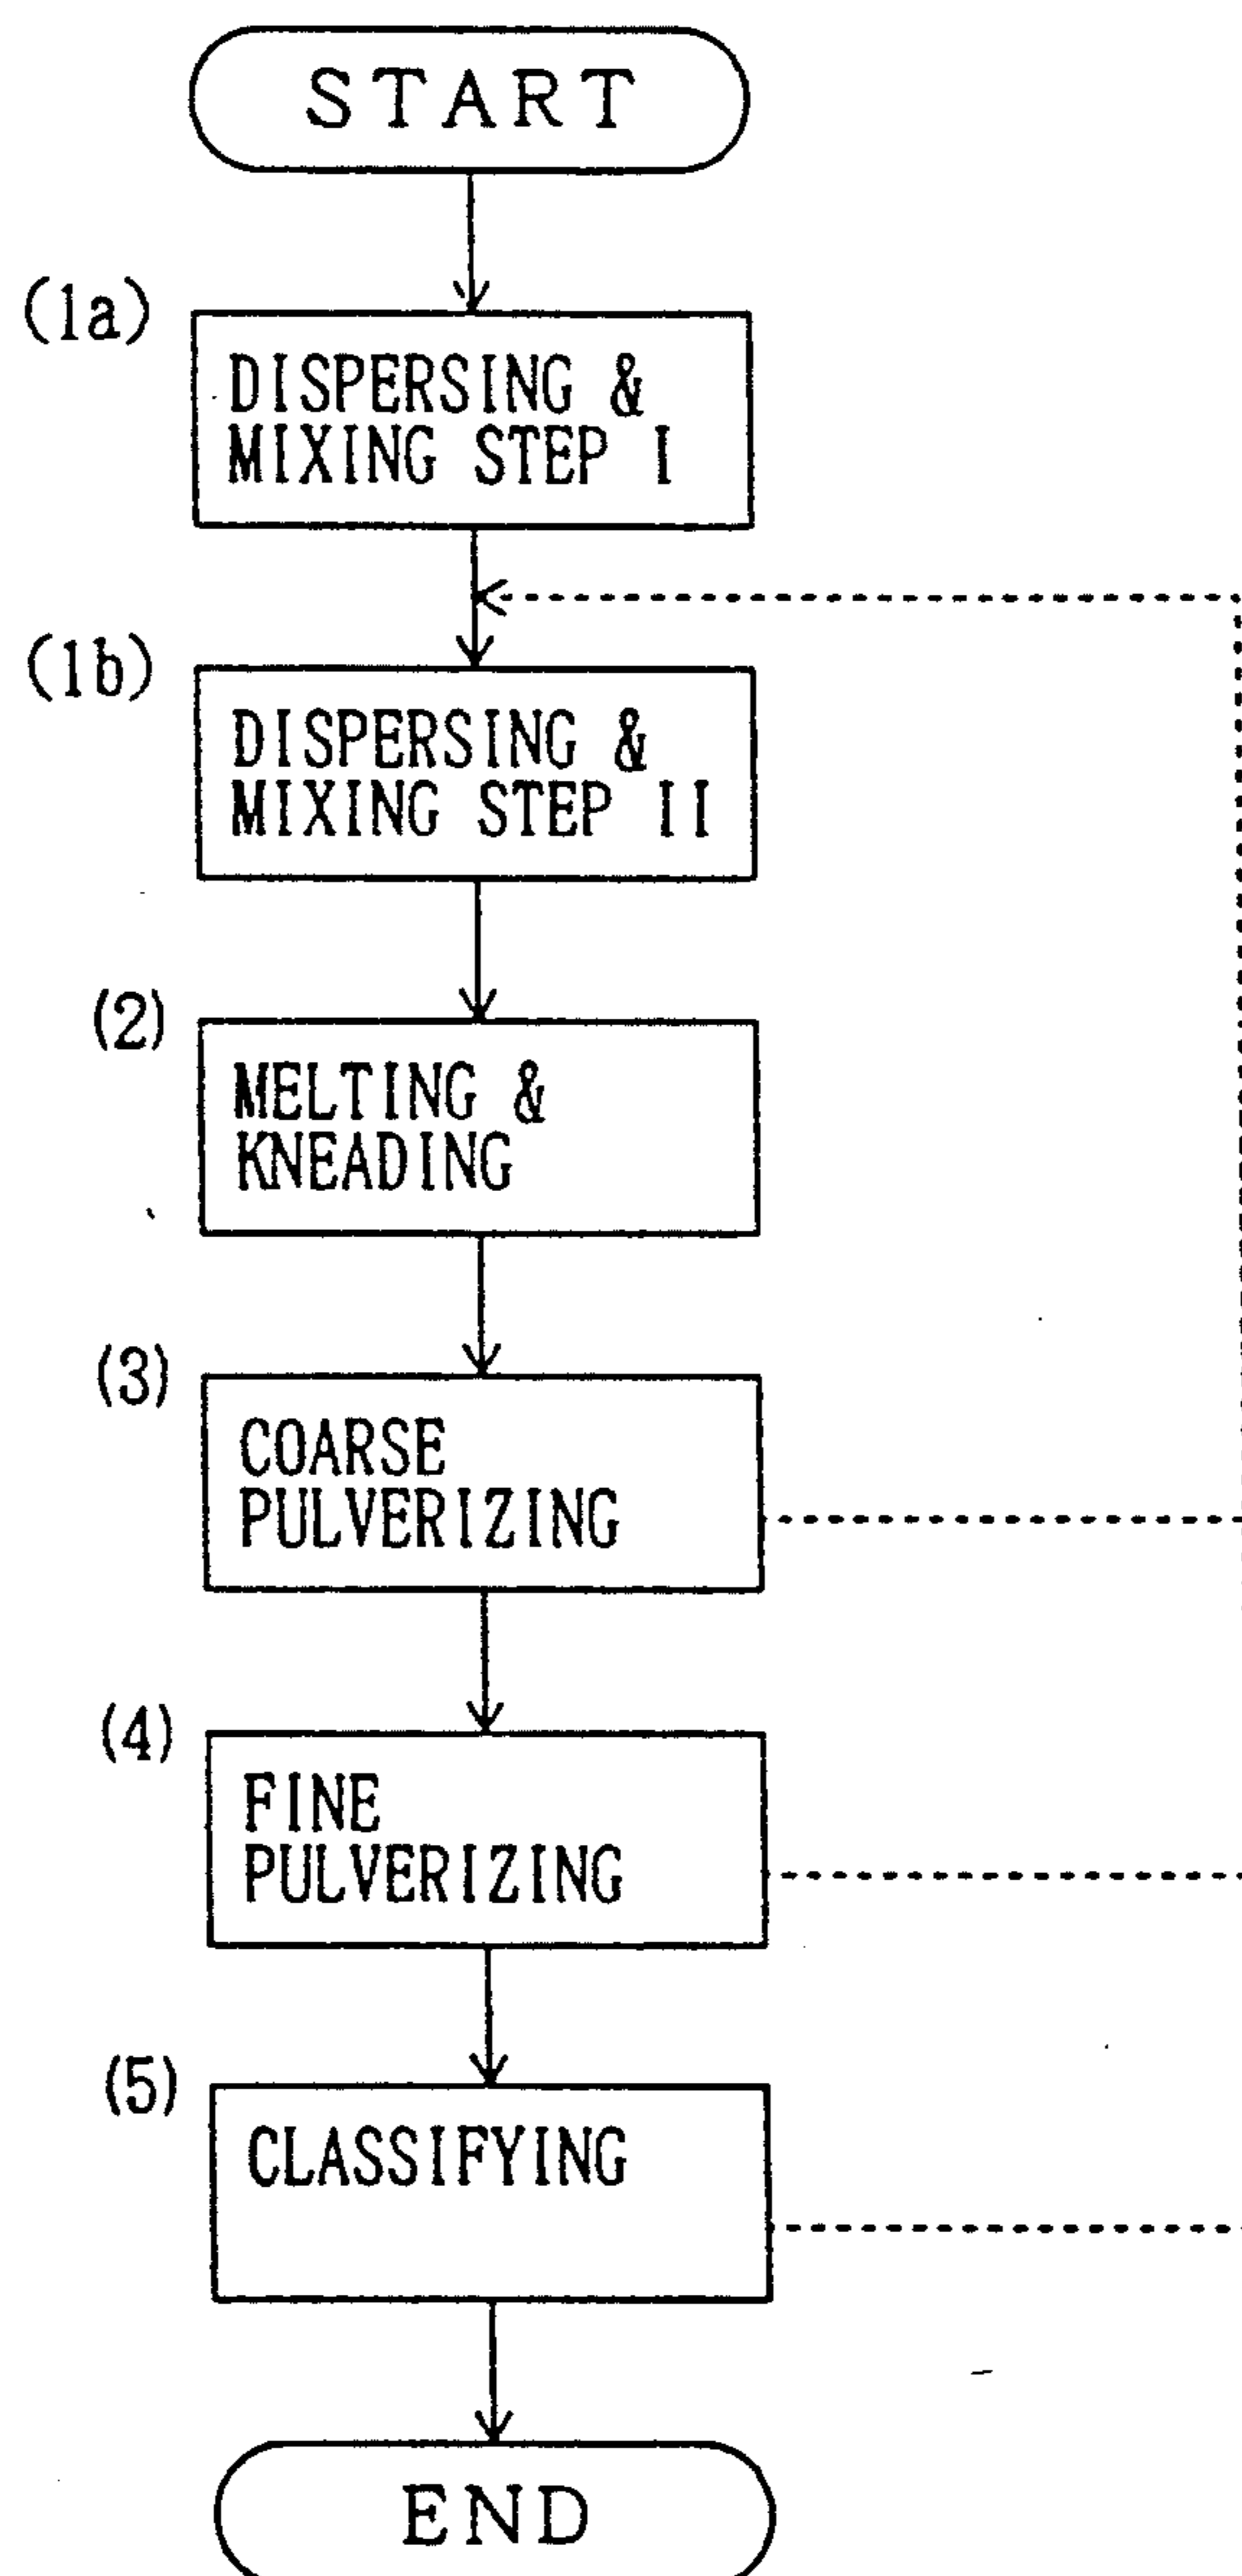 START
(1a)
DISPERSING &
MIXING STEP I
(1b)
DISPERSING &
MIXING STEP II
(2)
MELTING &
KNEADING
(3)
COARSE
PULVERIZING
(4)
FINE
PULVERIZING
(5)
CLASSIFYING
END